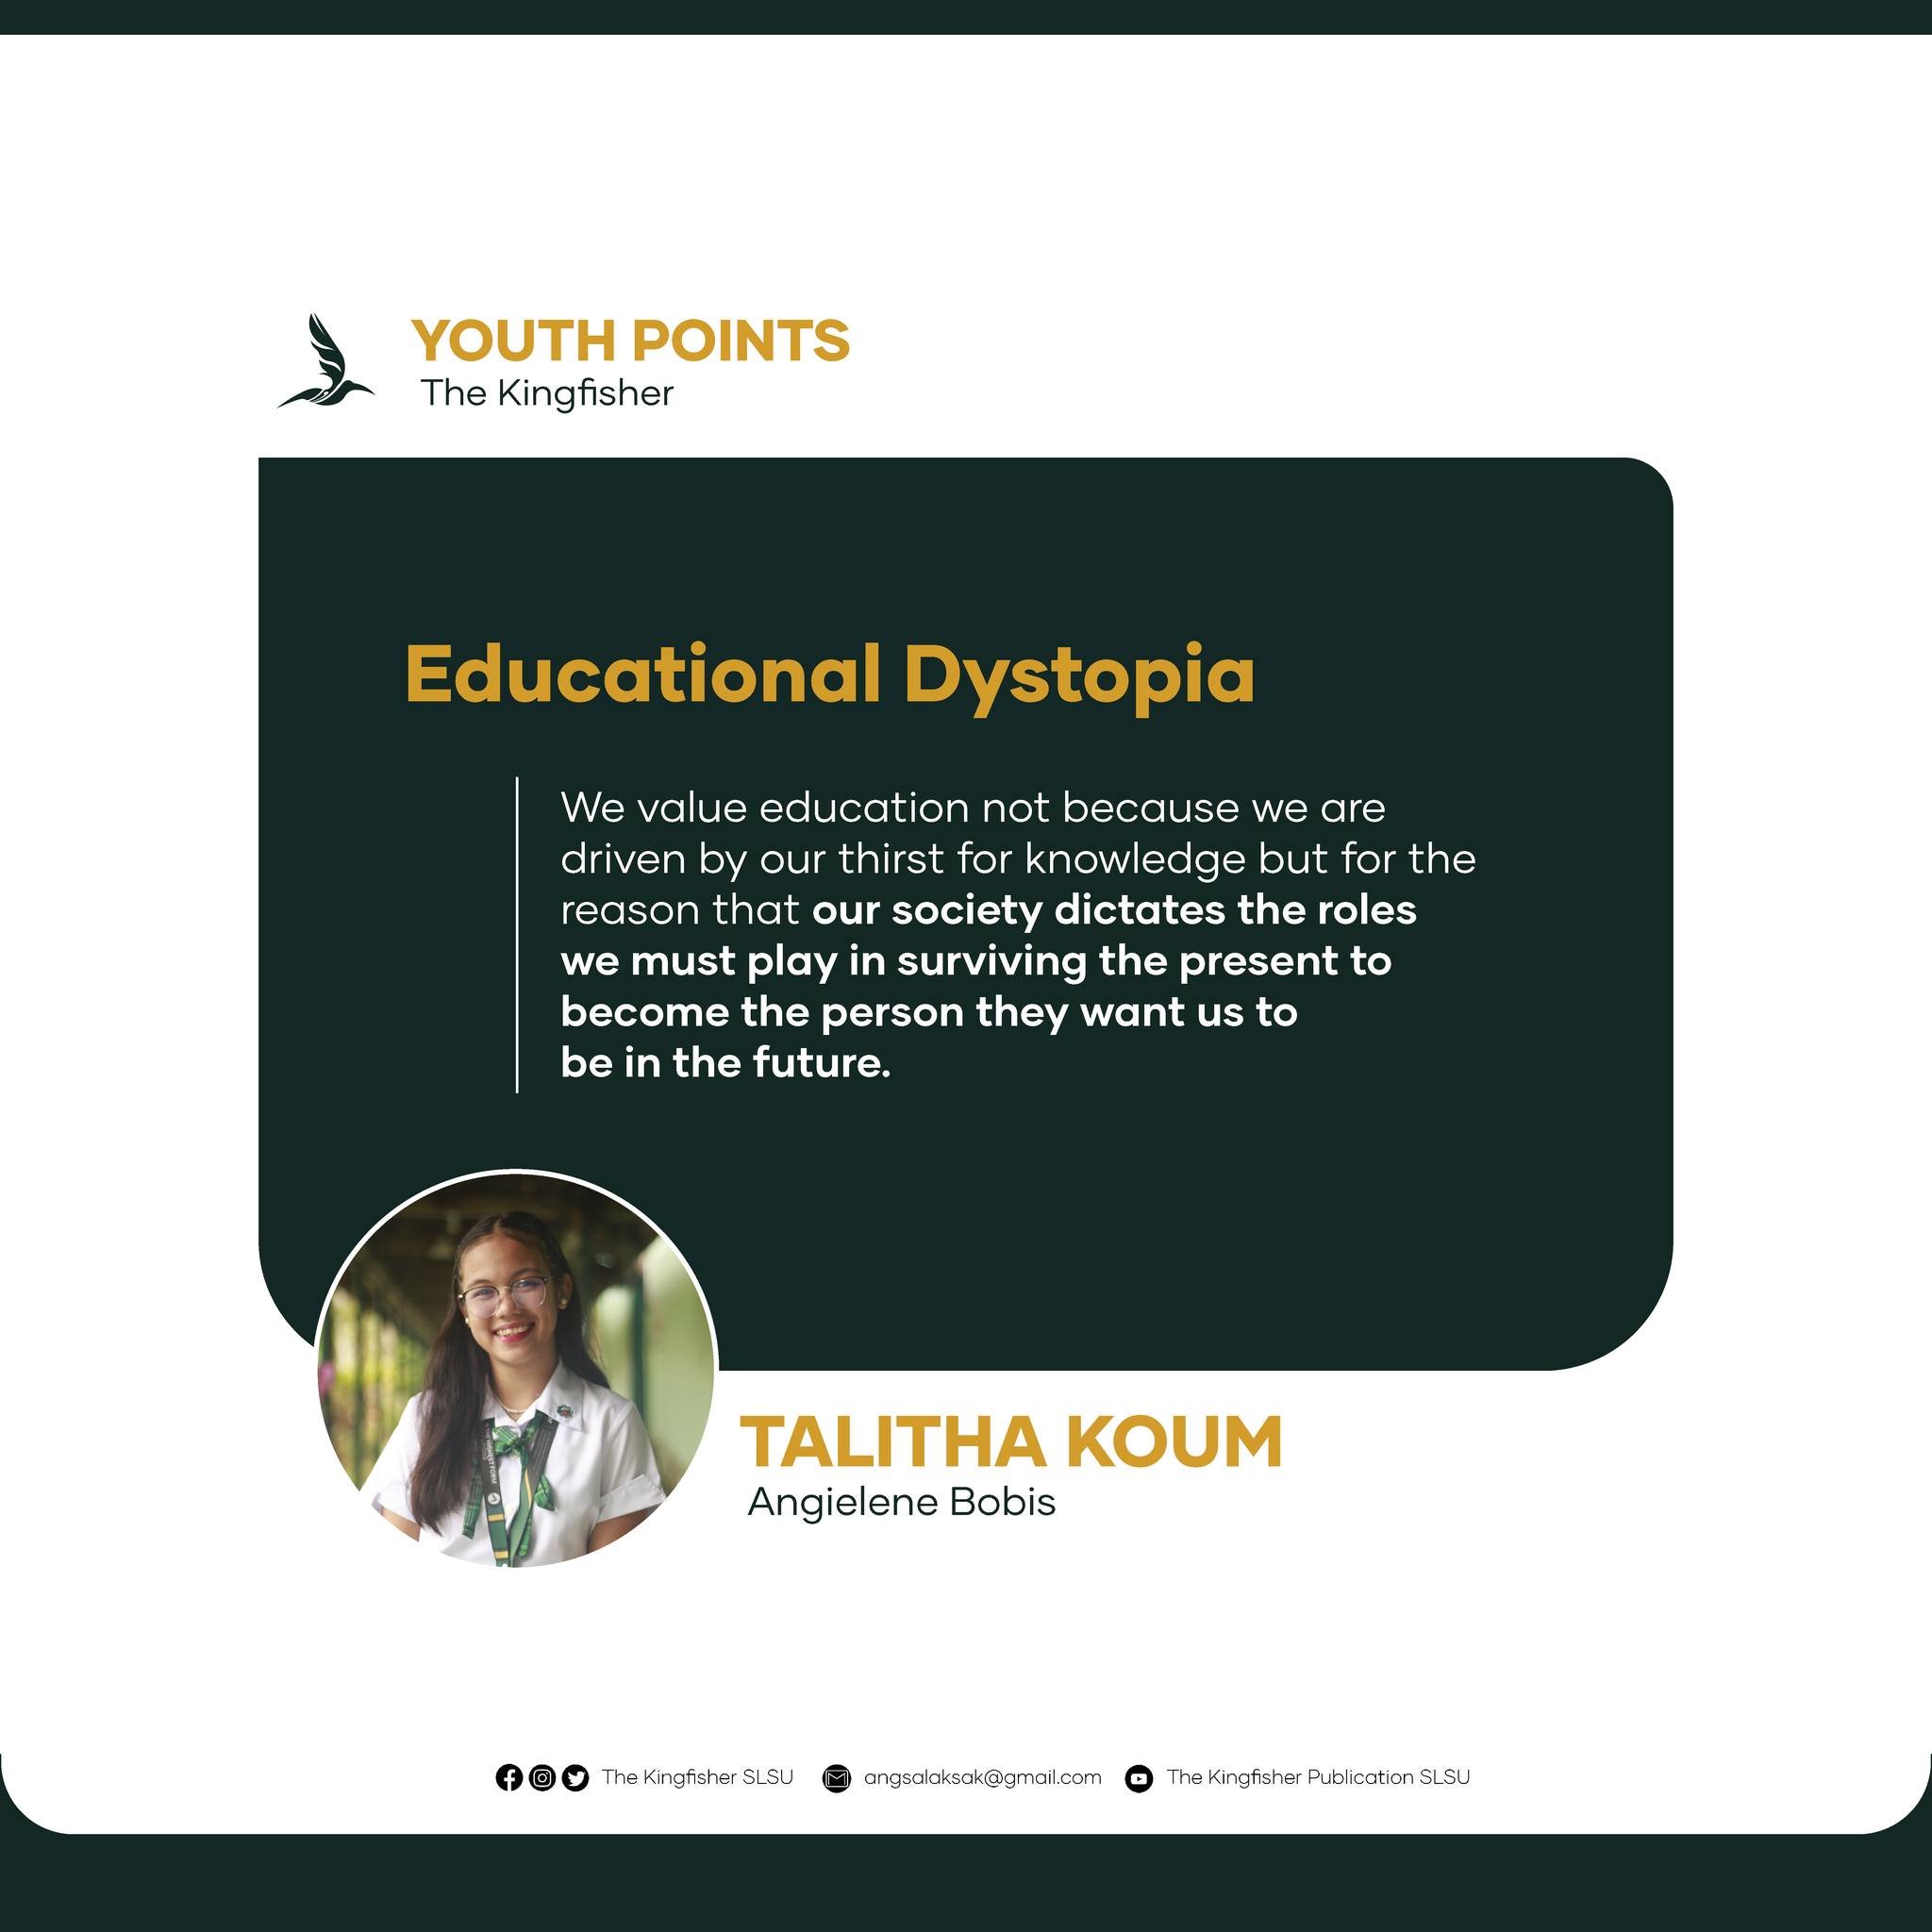 YOUTH POINTS
The Kingfisher
Educational Dystopia
We value education not because we are
driven by our thirst for knowledge but for the
reason that our society dictates the roles
we must play in surviving the present to
become the person they want us to
be in the future.
TALITHA KOUM
Angielene Bobis
The Kingfisher SLSU angsalaksak@gmail.com The Kingfisher Publication SLSU